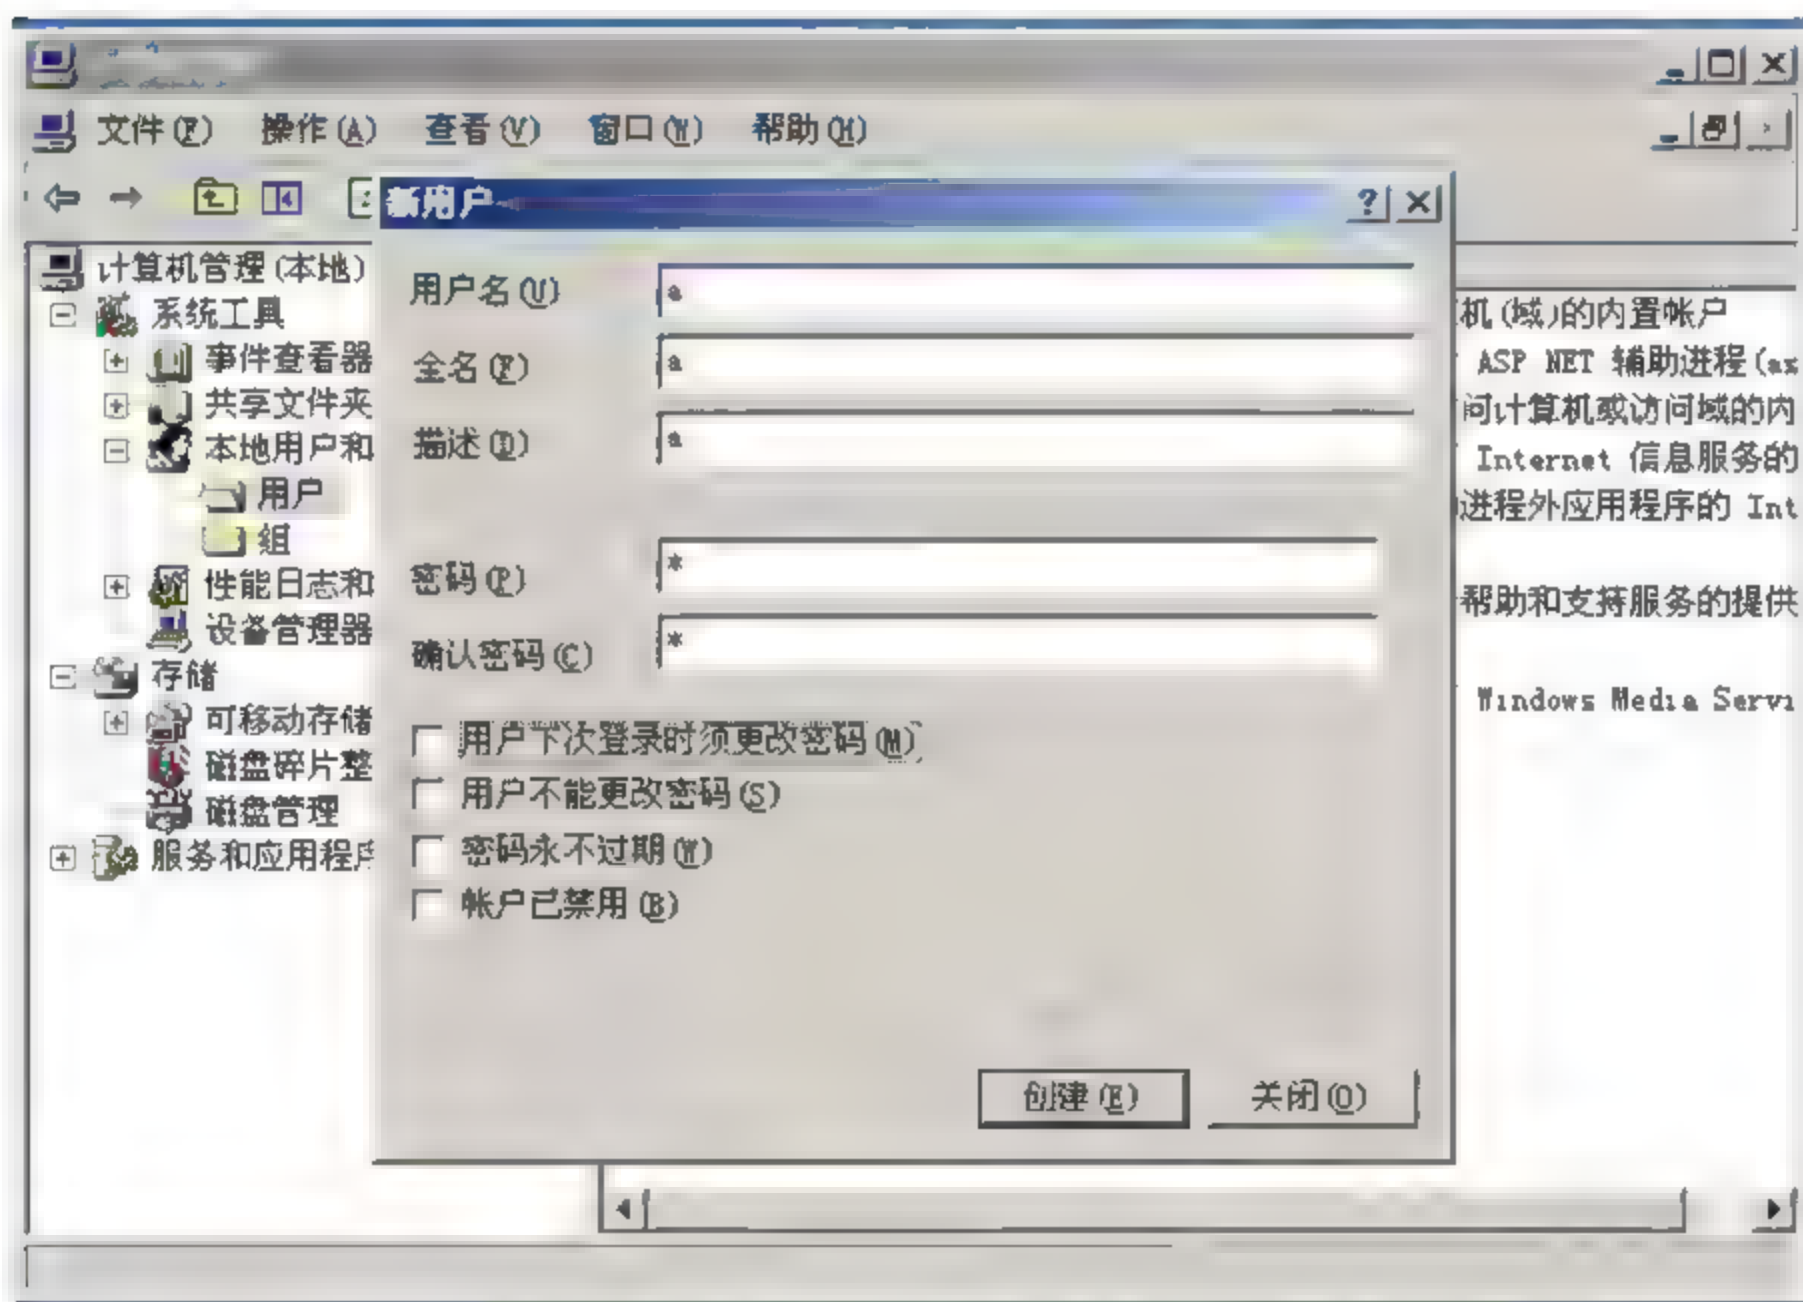 文件(F) 操作(A) 查看(V) 窗口(W) 帮助(H)
新用户
计算机管理(本地)
系统工具
事件查看器
共享文件夹
本地用户和
用户
组
性能日志和
设备管理器
存储
可移动存储
磁盘碎片整
磁盘管理
服务和应用程序
用户名(U) a
全名(F) a
描述(D) a
密码(P) *
确认密码(C) *
用户下次登录时须更改密码(M)
用户不能更改密码(S)
密码永不过期(W)
帐户已禁用(B)
创建(E) 关闭(O)
机(域)的内置帐户
ASP NET 辅助进程(as
问计算机或访问域的内
Internet 信息服务的
进程外应用程序的 Int
帮助和支持服务的提供
Windows Media Servi